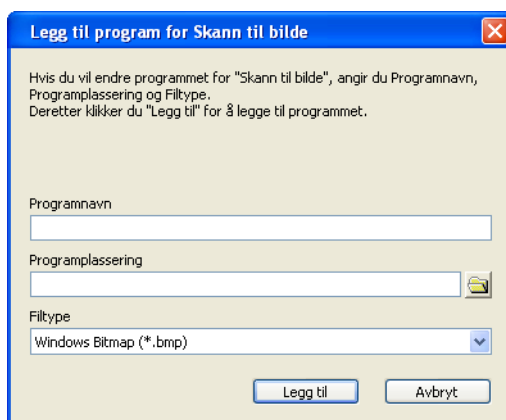 Legg til program for Skann til bilde
Hvis du vil endre programmet for "Skann til bilde", angir du Programnavn,
Programplassering og Filtype.
Deretter klikker du "Legg til" for å legge til programmet.
Programnavn
Programplassering
Filtype
Windows Bitmap (*.bmp)
Legg til Avbryt